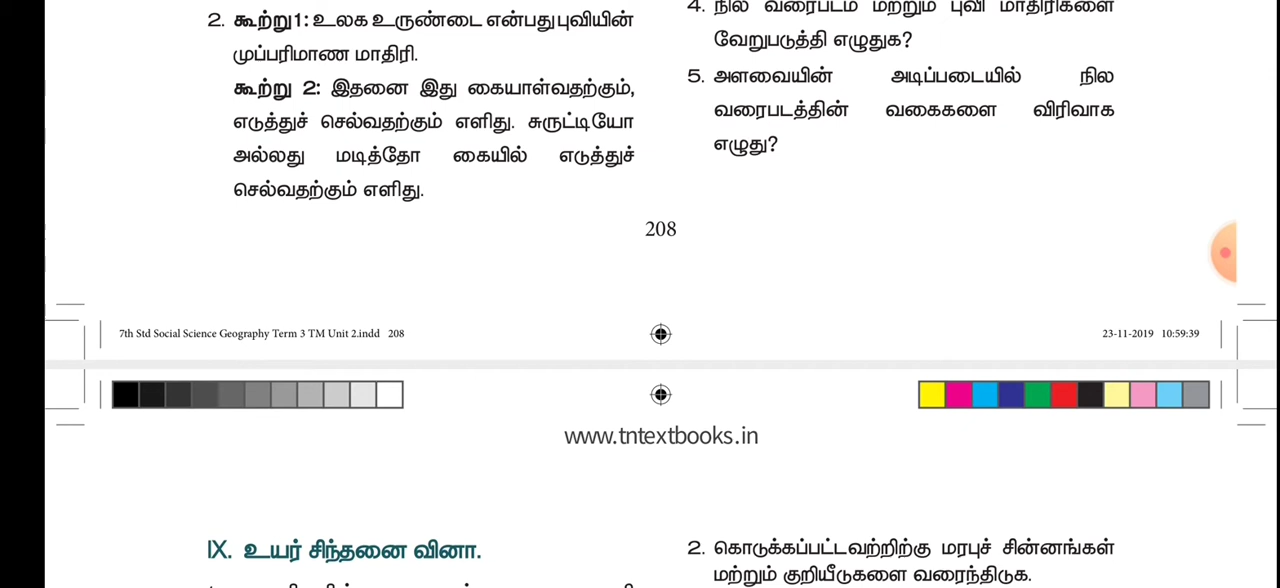 2. கூற்று1: உலக உருண்டை என்பது புவியின்
முப்பரிமாண மாதிரி.
கூற்று 2: இதனை இது கையாள்வதற்கும்,
எடுத்துச் செல்வதற்கும் எளிது. சுருட்டியோ
அல்லது மடித்தோ கையில் எடுத்துச்
செல்வதற்கும் எளிது.
4. நில வரைபடம் மற்றும் புவி மாதிரிகளை
வேறுபடுத்தி எழுதுக?
5. அளவையின் அடிப்படையில் நில
வரைபடத்தின் வகைகளை விரிவாக
எழுது?
208
7th Std Social Science Geography Term 3 TM Unit 2.indd 208
23-11-2019 10:59:39
www.tntextbooks.in
IX. உயர் சிந்தனை வினா.
2. கொடுக்கப்பட்டவற்றிற்கு மரபுச் சின்னங்கள்
மற்றும் குறியீடுகளை வரைந்திடுக.